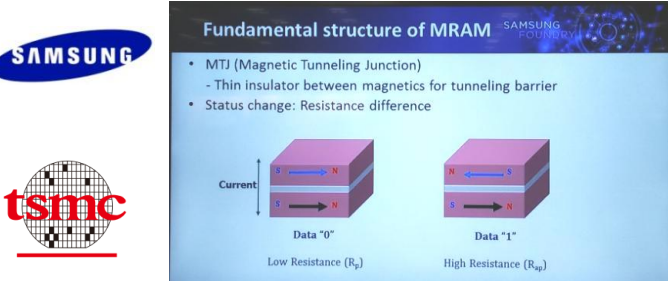 SAMSUNG
tsmc
Fundamental structure of MRAM
SAMSUNG
FOUNDRY
• MTJ (Magnetic Tunneling Junction)
- Thin insulator between magnetics for tunneling barrier
• Status change: Resistance difference
Current
S N
S N
Data "0"
Low Resistance (Rp)
N S
S N
Data "1"
High Resistance (Rap)